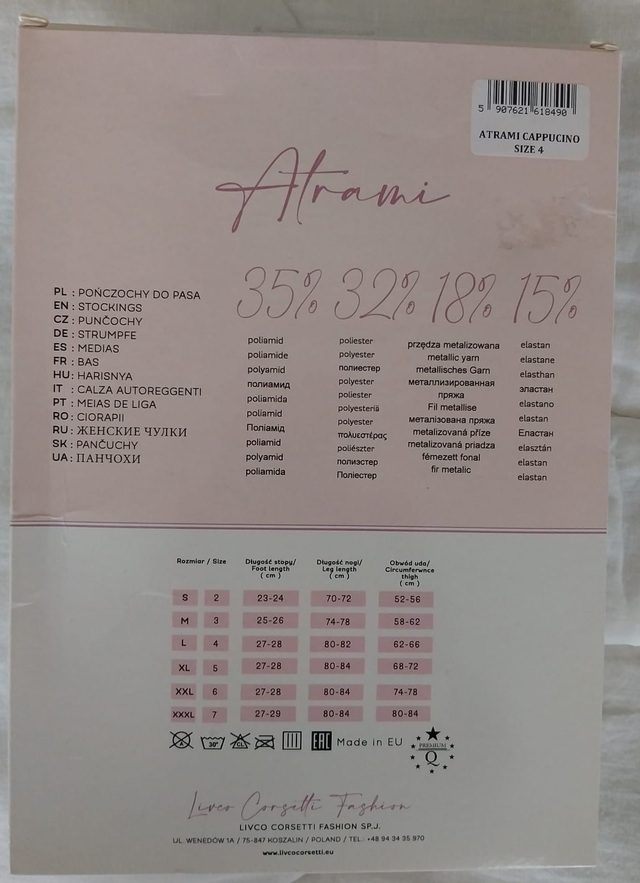 5 907621 618490
ATRAMI CAPPUCINO
SIZE 4
Atrami
PL : POŃCZOCHY DO PASA
EN : STOCKINGS
CZ : PUNČOCHY
DE : STRUMPFE
ES : MEDIAS
FR : BAS
HU : HARISNYA
IT : CALZA AUTOREGGENTI
PT : MEIAS DE LIGA
RO : CIORAPII
RU : ЖЕНСКИЕ ЧУЛКИ
SK : PANČUCHY
UA : ПАНЧОХИ
35%
poliamid
poliamide
polyamid
полиамид
poliamida
poliamid
Поліамід
poliamid
polyamid
poliamida
32%
poliester
polyester
полиестер
polyester
polyester
polyesteriä
polyester
πολυεστέρας
poliészter
полиэстер
Поліестер
18%
przędza metalizowana
metallic yarn
metallisches Garn
металлизированная
пряжа
Fil metallise
металізована пряжа
metalizovaná příze
metalizovaná priadza
fémezett fonal
fir metalic
15%
elastan
elastane
elasthan
эластан
elastano
elastan
Еластан
elasztán
elastan
elastan
Rozmiar / Size
Długość stopy/
Foot length
( cm )
Długość nogi/
Leg length
( cm )
Obwód uda/
Circumferwnce
thigh
( cm )
S 2 23-24 70-72 52-56
M 3 25-26 74-78 58-62
L 4 27-28 80-82 62-66
XL 5 27-28 80-84 68-72
XXL 6 27-28 80-84 74-78
XXXL 7 27-29 80-84 80-84
30° CL EAC Made in EU PREMIUM Q
Livco Corsetti Fashion
LIVCO CORSETTI FASHION SP.J.
UL. WENEDÓW 1A / 75-847 KOSZALIN / POLAND / TEL.: +48 94 34 35 970
www.livcocorsetti.eu